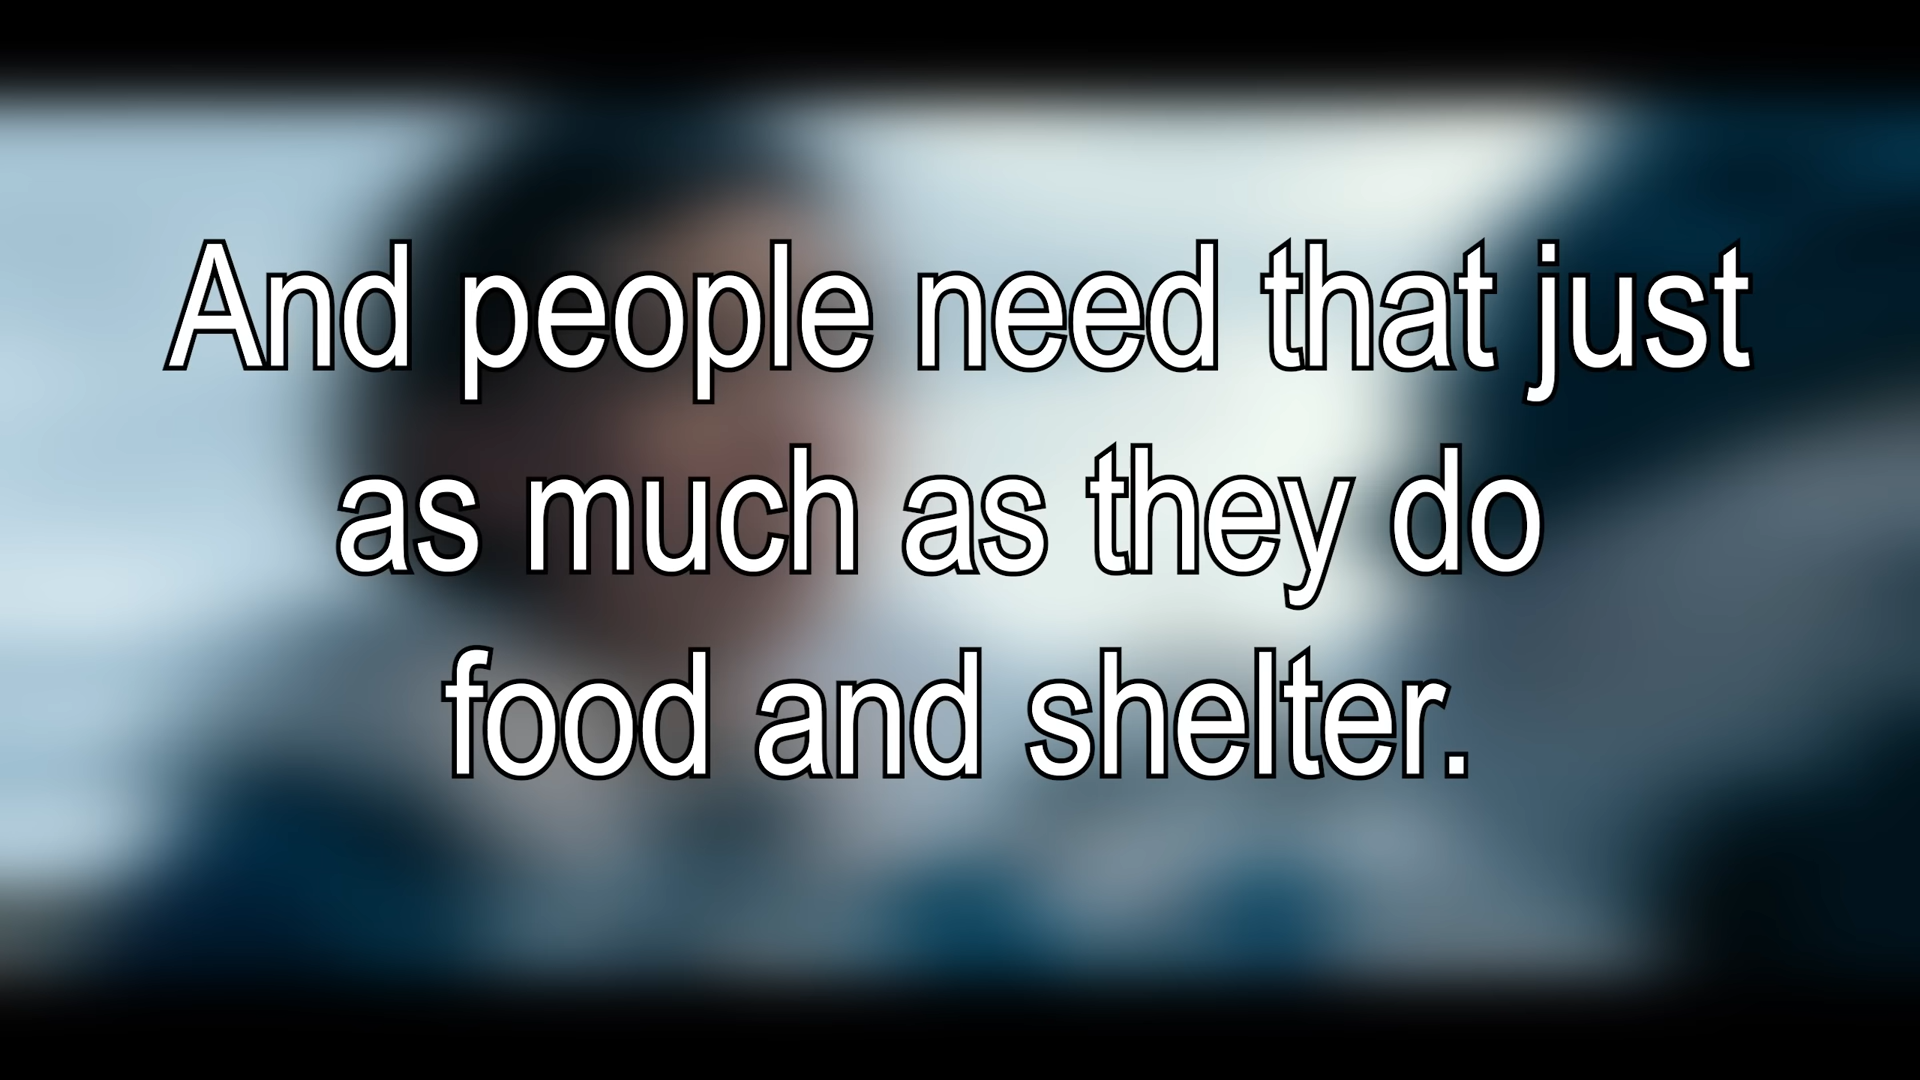 And people need that just
as much as they do
food and shelter.